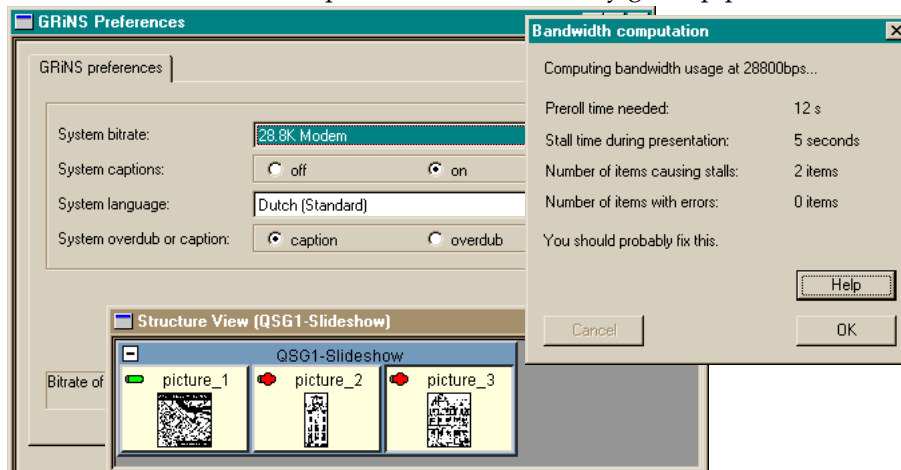 GRiNS Preferences
GRiNS preferences
System bitrate: 28.8K Modem
System captions: off on
System language: Dutch (Standard)
System overdub or caption: caption overdub
Bitrate of
Bandwidth computation
Computing bandwidth usage at 28800bps...
Preroll time needed: 12 s
Stall time during presentation: 5 seconds
Number of items causing stalls: 2 items
Number of items with errors: 0 items
You should probably fix this.
Help
Cancel OK
Structure View (QSG1-Slideshow)
QSG1-Slideshow
picture_1 picture_2 picture_3